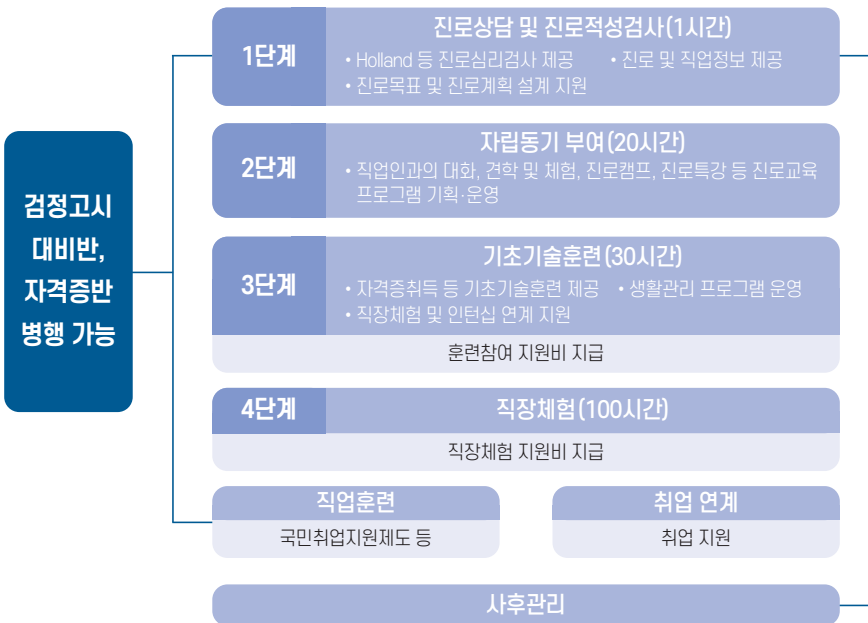 검정고시
대비반,
자격증반
병행 가능
1단계
진로상담 및 진로적성검사(1시간)
• Holland 등 진로심리검사 제공 • 진로 및 직업정보 제공
• 진로목표 및 진로계획 설계 지원
2단계
자립동기 부여(20시간)
• 직업인과의 대화, 견학 및 체험, 진로캠프, 진로특강 등 진로교육
프로그램 기획·운영
3단계
기초기술훈련(30시간)
• 자격증취득 등 기초기술훈련 제공 • 생활관리 프로그램 운영
• 직장체험 및 인턴십 연계 지원
훈련참여 지원비 지급
4단계
직장체험(100시간)
직장체험 지원비 지급
직업훈련
국민취업지원제도 등
취업 연계
취업 지원
사후관리